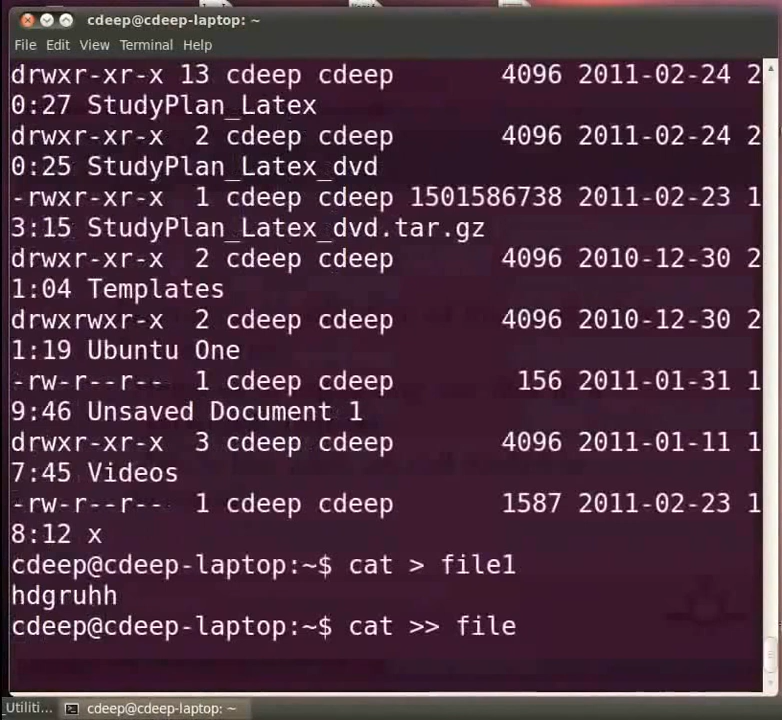 cdeep@cdeep-laptop: ~
File Edit View Terminal Help
drwxr-xr-x 13 cdeep cdeep       4096 2011-02-24 2
0:27 StudyPlan_Latex
drwxr-xr-x  2 cdeep cdeep       4096 2011-02-24 2
0:25 StudyPlan_Latex_dvd
-rwxr-xr-x  1 cdeep cdeep 1501586738 2011-02-23 1
3:15 StudyPlan_Latex_dvd.tar.gz
drwxr-xr-x  2 cdeep cdeep       4096 2010-12-30 2
1:04 Templates
drwxrwxr-x  2 cdeep cdeep       4096 2010-12-30 2
1:19 Ubuntu One
-rw-r--r--  1 cdeep cdeep        156 2011-01-31 1
9:46 Unsaved Document 1
drwxr-xr-x  3 cdeep cdeep       4096 2011-01-11 1
7:45 Videos
-rw-r--r--  1 cdeep cdeep       1587 2011-02-23 1
8:12 x
cdeep@cdeep-laptop:~$ cat > file1
hdgruhh
cdeep@cdeep-laptop:~$ cat >> file
Utiliti... cdeep@cdeep-laptop: ~